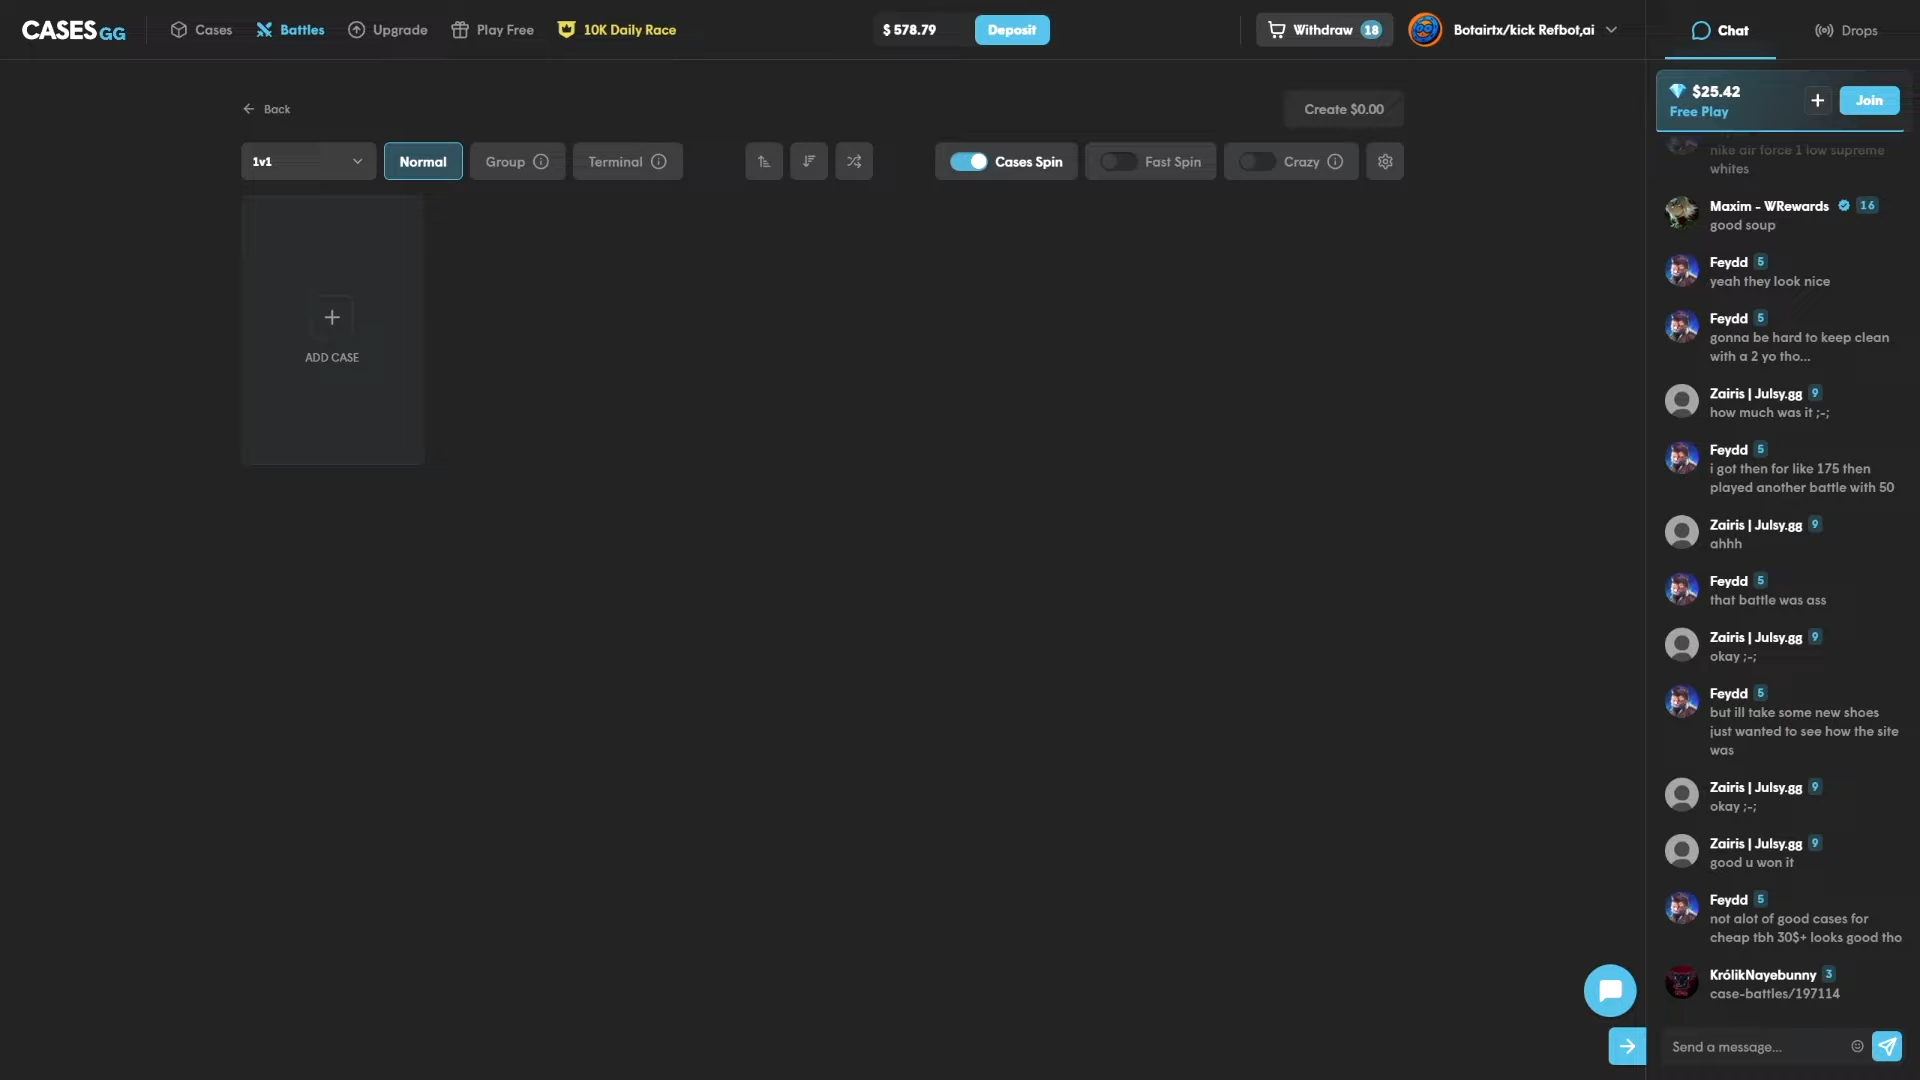 CASESGG
Cases
Battles
Upgrade
Play Free
10K Daily Race
$ 578.79
Deposit
Withdraw 18
Botairtx/kick Refbot,ai
Chat
Drops
Back
Create $0.00
1v1
Normal
Group
Terminal
Cases Spin
Fast Spin
Crazy
ADD CASE
$25.42
Free Play
+
Join
nike air force 1 low supreme
whites
Maxim - WRewards 16
good soup
Feydd 5
yeah they look nice
Feydd 5
gonna be hard to keep clean
with a 2 yo tho...
Zairis | Julsy.gg 9
how much was it ;-;
Feydd 5
i got then for like 175 then
played another battle with 50
Zairis | Julsy.gg 9
ahhh
Feydd 5
that battle was ass
Zairis | Julsy.gg 9
okay ;-;
Feydd 5
but ill take some new shoes
just wanted to see how the site
was
Zairis | Julsy.gg 9
okay ;-;
Zairis | Julsy.gg 9
good u won it
Feydd 5
not alot of good cases for
cheap tbh 30$+ looks good tho
KrólikNayebunny 3
case-battles/197114
Send a message...